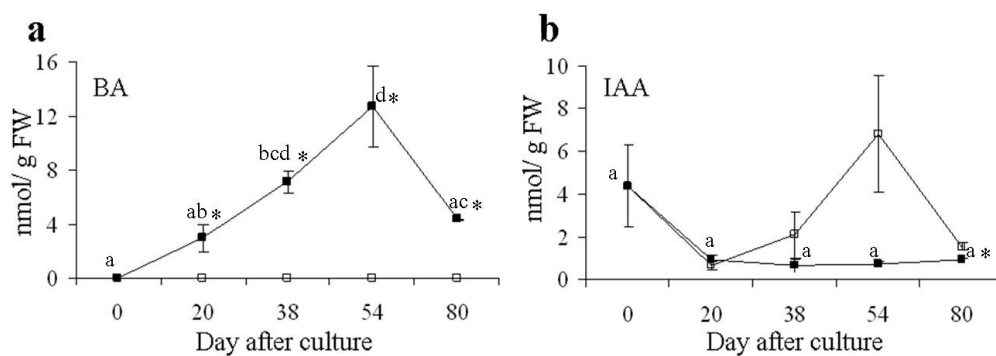 a
BA
nmol/ g FW
16
12
8
4
0
a
ab *
bcd *
d *
ac *
0 20 38 54 80
Day after culture
b
IAA
nmol/ g FW
10
8
6
4
2
0
a
a
a
a
a *
0 20 38 54 80
Day after culture